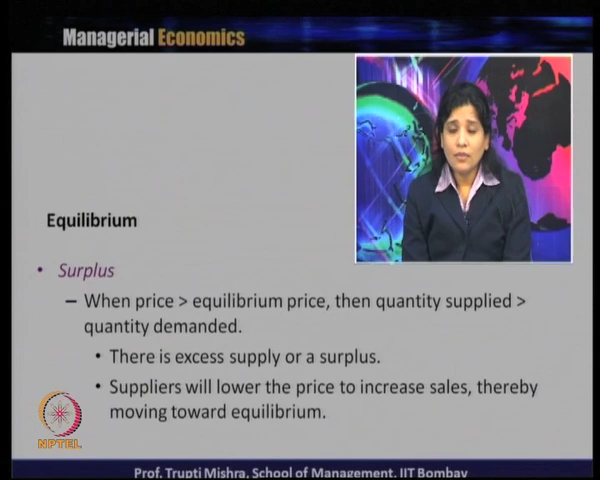 Managerial Economics
Equilibrium
• Surplus
– When price > equilibrium price, then quantity supplied >
quantity demanded.
• There is excess supply or a surplus.
• Suppliers will lower the price to increase sales, thereby
moving toward equilibrium.
NPTEL
Prof. Trupti Mishra, School of Management, IIT Bombay